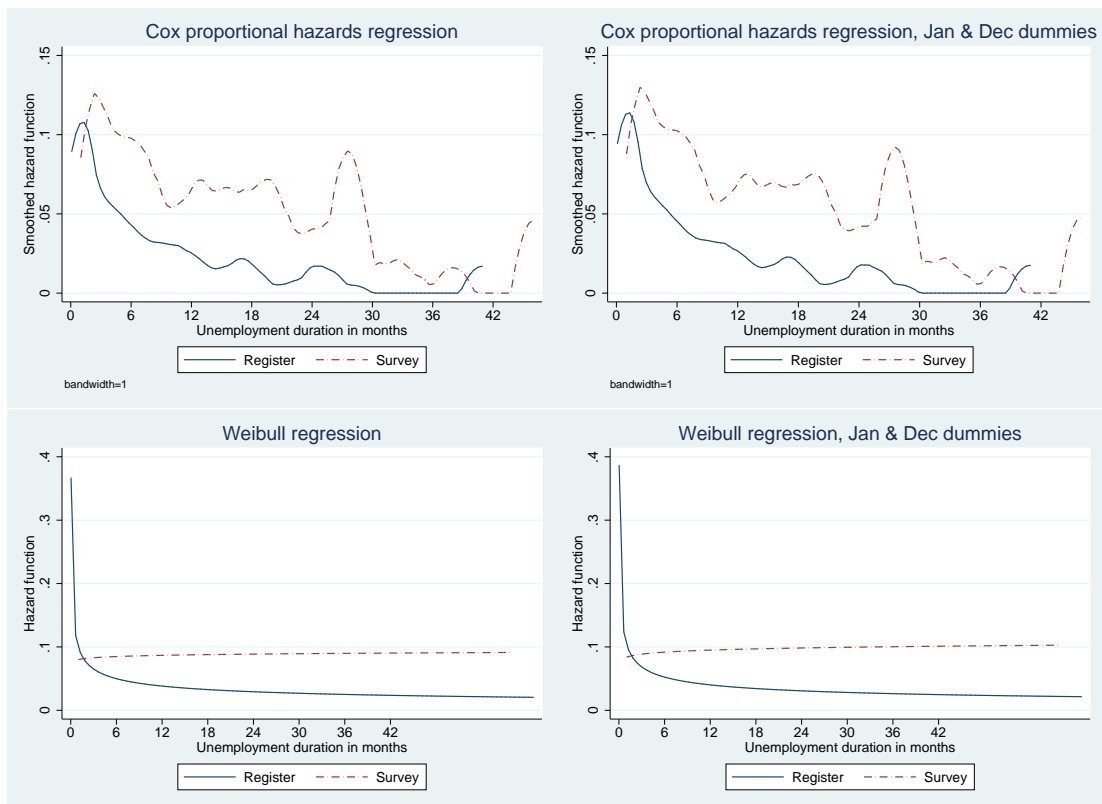 Cox proportional hazards regression
Smoothed hazard function
.15
.1
.05
0
0 6 12 18 24 30 36 42
Unemployment duration in months
Register Survey
bandwidth=1
Cox proportional hazards regression, Jan & Dec dummies
Smoothed hazard function
.15
.1
.05
0
0 6 12 18 24 30 36 42
Unemployment duration in months
Register Survey
bandwidth=1
Weibull regression
Hazard function
.4
.3
.2
.1
0
0 6 12 18 24 30 36 42
Unemployment duration in months
Register Survey
Weibull regression, Jan & Dec dummies
Hazard function
.4
.3
.2
.1
0
0 6 12 18 24 30 36 42
Unemployment duration in months
Register Survey